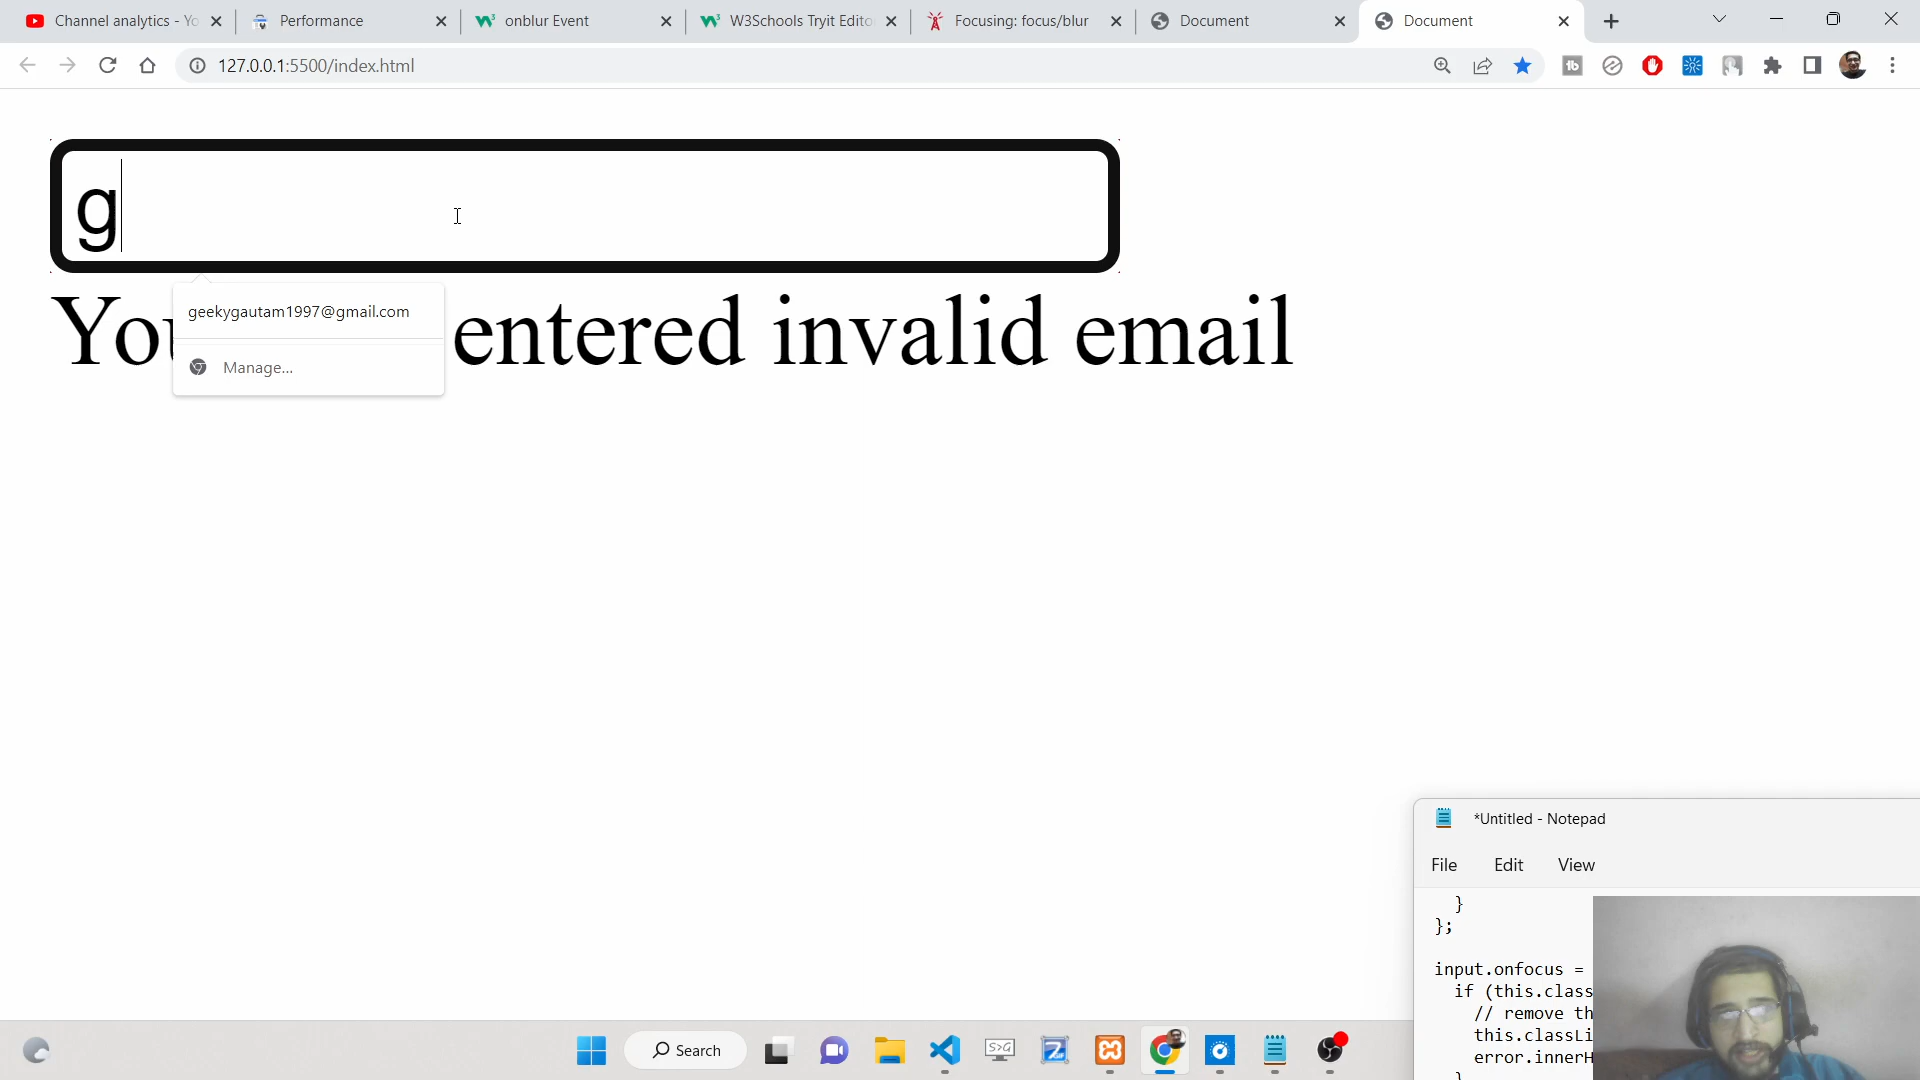 Channel analytics - Yo
Performance
onblur Event
W3Schools Tryit Edito
Focusing: focus/blur
Document
Document
127.0.0.1:5500/index.html
g
geekygautam1997@gmail.com
Manage...
You entered invalid email
*Untitled - Notepad
File Edit View
}
};
input.onfocus =
if (this.class
// remove th
this.classLi
error.innerH
Search